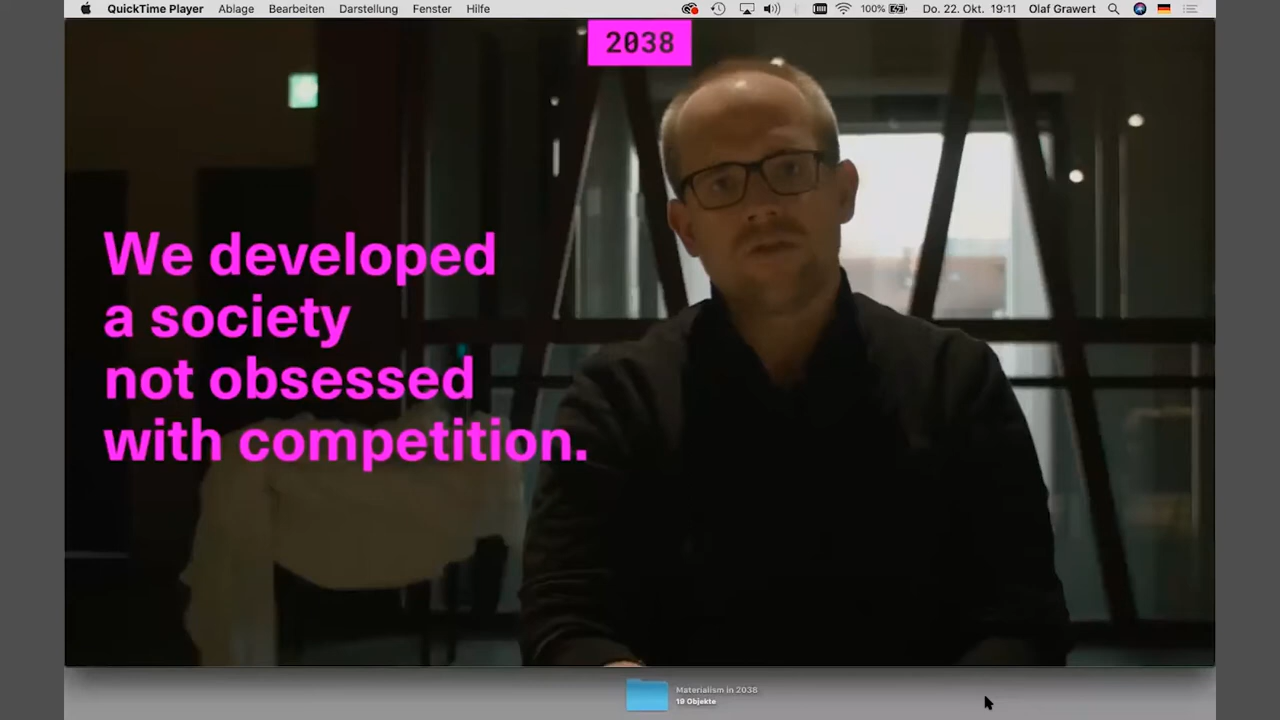 QuickTime Player Ablage Bearbeiten Darstellung Fenster Hilfe 100% Do. 22. Okt. 19:11 Olaf Grawert
2038
We developed
a society
not obsessed
with competition.
Materialism in 2038
19 Objekte